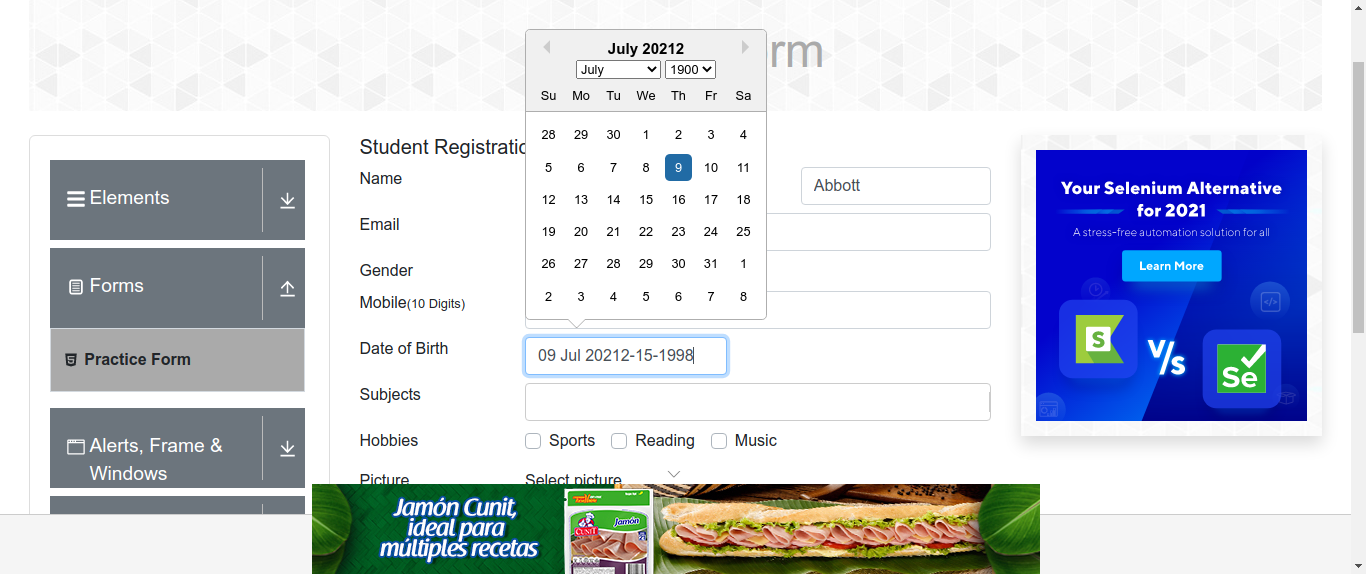 orm
July 20212
July 1900
Su Mo Tu We Th Fr Sa
28 29 30 1 2 3 4
5 6 7 8 9 10 11
12 13 14 15 16 17 18
19 20 21 22 23 24 25
26 27 28 29 30 31 1
2 3 4 5 6 7 8
Elements
Forms
Practice Form
Alerts, Frame &
Windows
Student Registratio
Name
Abbott
Email
Gender
Mobile(10 Digits)
Date of Birth
09 Jul 20212-15-1998
Subjects
Hobbies
Sports Reading Music
Picture
Select picture
Your Selenium Alternative
for 2021
A stress-free automation solution for all
Learn More
S
V/s
Se
Jamón Cunit,
ideal para
múltiples recetas
CUNIT
Jamón